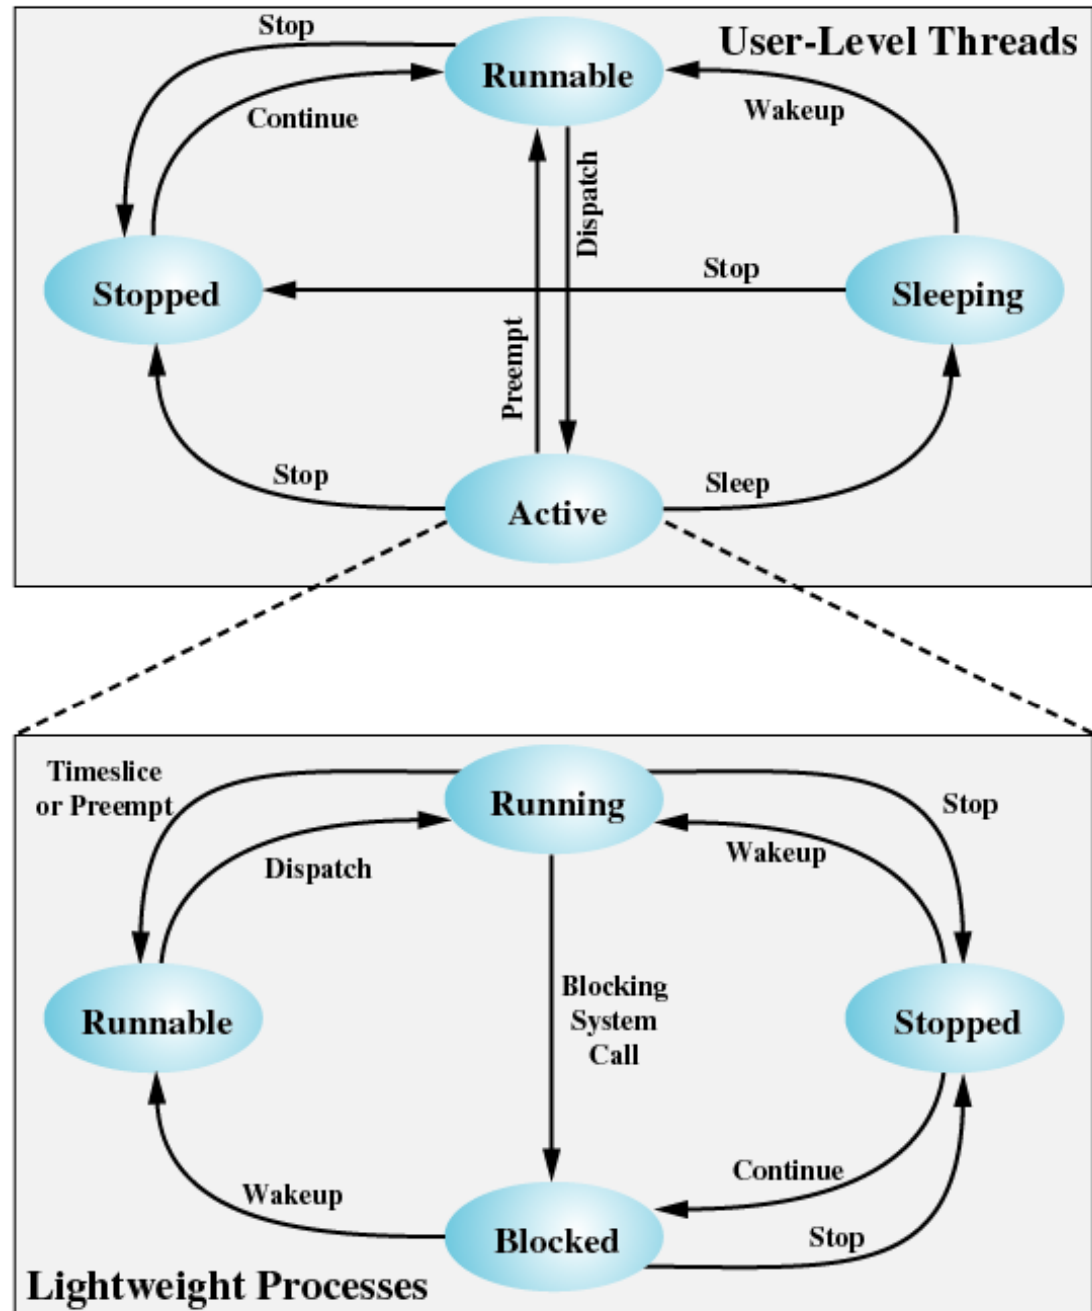 User-Level Threads
Stop
Runnable
Continue
Wakeup
Dispatch
Stop
Stopped
Sleeping
Preempt
Stop
Sleep
Active
Timeslice
or Preempt
Running
Stop
Wakeup
Dispatch
Runnable
Blocking
System
Call
Stopped
Continue
Wakeup
Stop
Blocked
Lightweight Processes